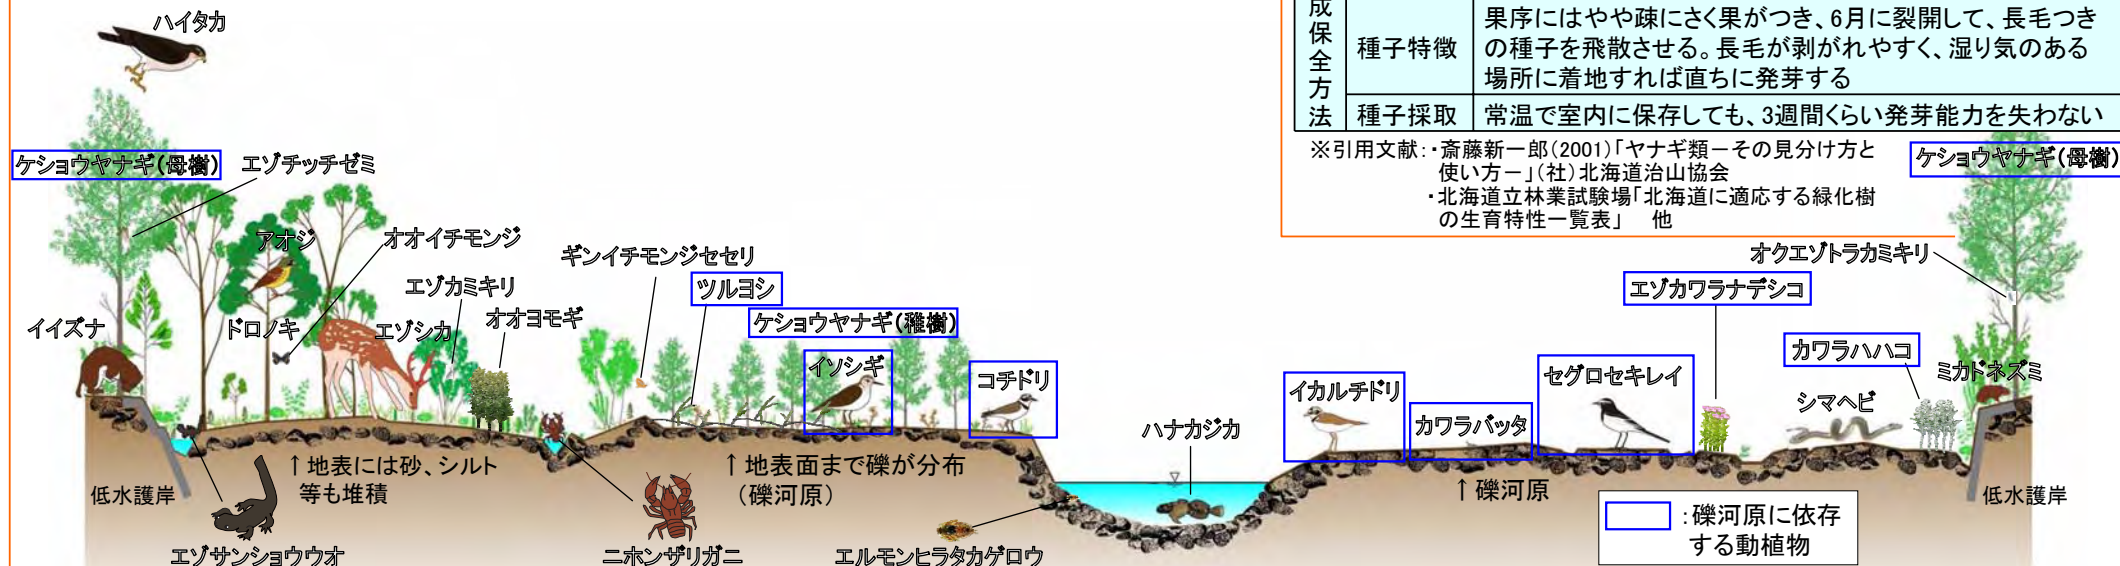 成保全方法
種子特徴
果序にはやや疎にさく果がつき、6月に裂開して、長毛つき
の種子を飛散させる。長毛が剥がれやすく、湿り気のある
場所に着地すれば直ちに発芽する
種子採取
常温で室内に保存しても、3週間くらい発芽能力を失わない
※引用文献:・斎藤新一郎(2001)「ヤナギ類－その見分け方と
使い方－」(社)北海道治山協会
・北海道立林業試験場「北海道に適応する緑化樹
の生育特性一覧表」　他
ハイタカ
ケショウヤナギ(母樹)
エゾチッチゼミ
アオジ
オオイチモンジ
エゾカミキリ
イイズナ
ドロノキ
エゾシカ
オオヨモギ
ギンイチモンジセセリ
ツルヨシ
ケショウヤナギ(稚樹)
イソシギ
コチドリ
ハナカジカ
イカルチドリ
カワラバッタ
セグロセキレイ
エゾカワラナデシコ
オクエゾトラカミキリ
ケショウヤナギ(母樹)
カワラハハコ
シマヘビ
ミカドネズミ
低水護岸
↑地表には砂、シルト
等も堆積
↑地表面まで礫が分布
(礫河原)
↑礫河原
低水護岸
エゾサンショウウオ
ニホンザリガニ
エルモンヒラタカゲロウ
:礫河原に依存
する動植物